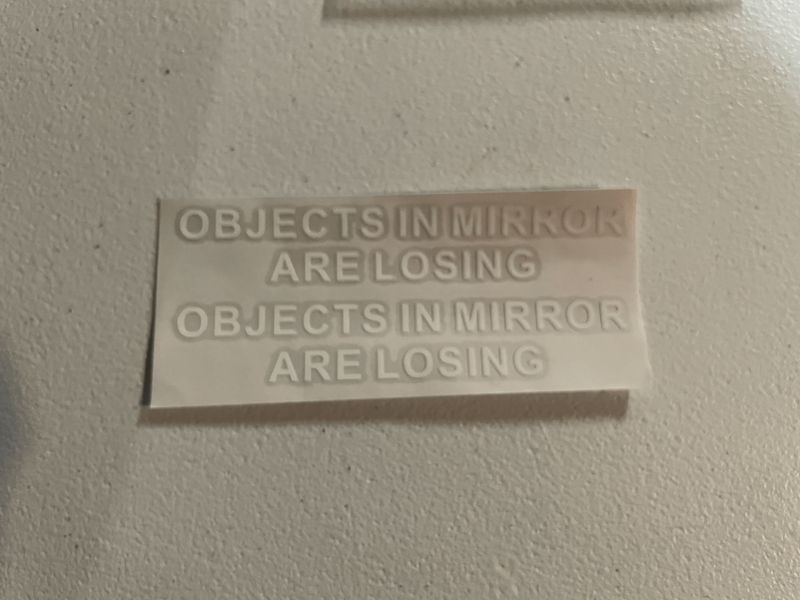 OBJECTS IN MIRROR
ARE LOSING
OBJECTS IN MIRROR
ARE LOSING